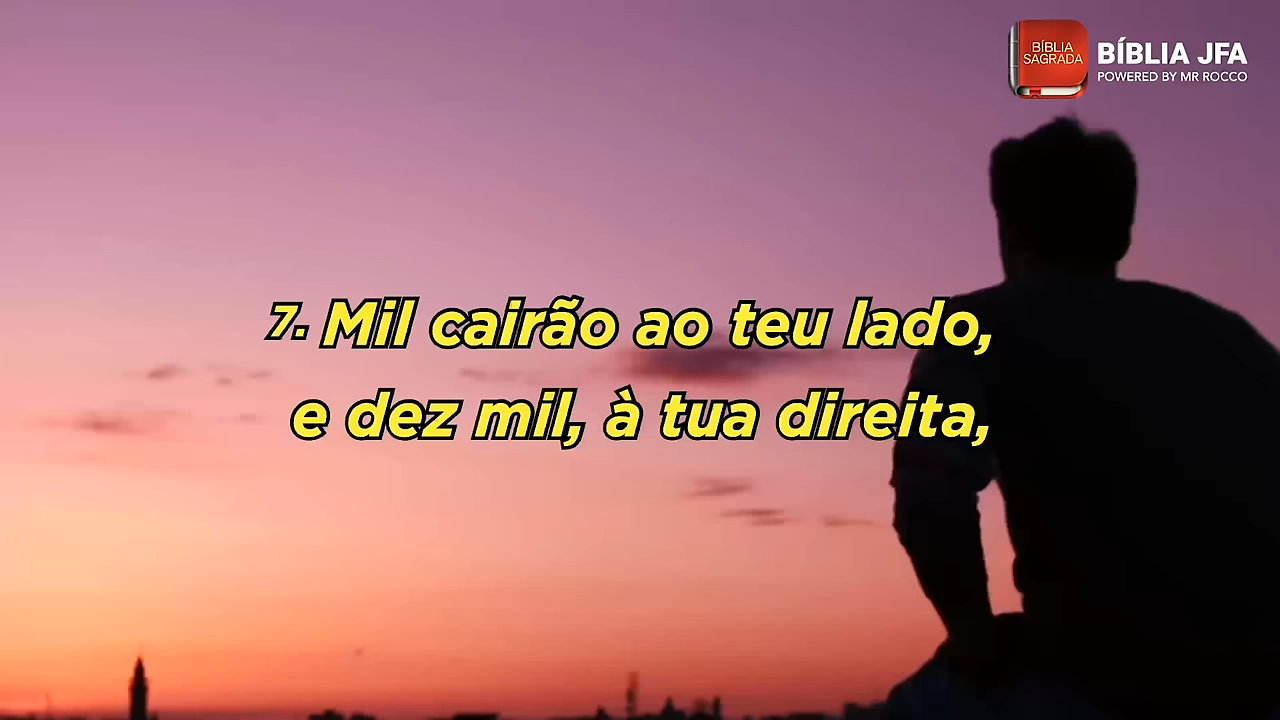 BÍBLIA
SAGRADA
BÍBLIA JFA
POWERED BY MR ROCCO
7. Mil cairão ao teu lado,
e dez mil, à tua direita,